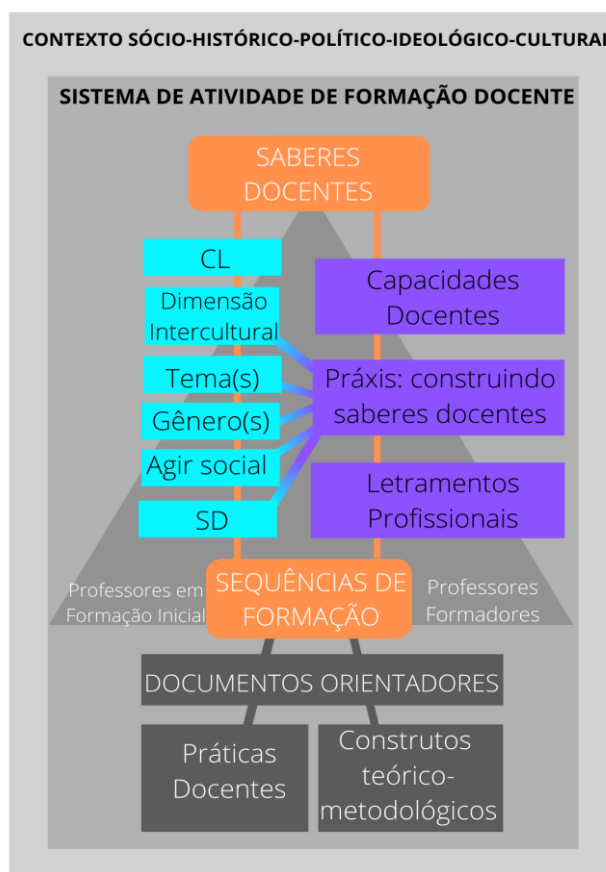 CONTEXTO SÓCIO-HISTÓRICO-POLÍTICO-IDEOLÓGICO-CULTURAL
SISTEMA DE ATIVIDADE DE FORMAÇÃO DOCENTE
SABERES
DOCENTES
CL
Dimensão
Intercultural
Tema(s)
Gênero(s)
Agir social
SD
Capacidades
Docentes
Práxis: construindo
saberes docentes
Letramentos
Profissionais
Professores em
Formação Inicial
SEQUÊNCIAS DE
FORMAÇÃO
Professores
Formadores
DOCUMENTOS ORIENTADORES
Práticas
Docentes
Construtos
teórico-
metodológicos